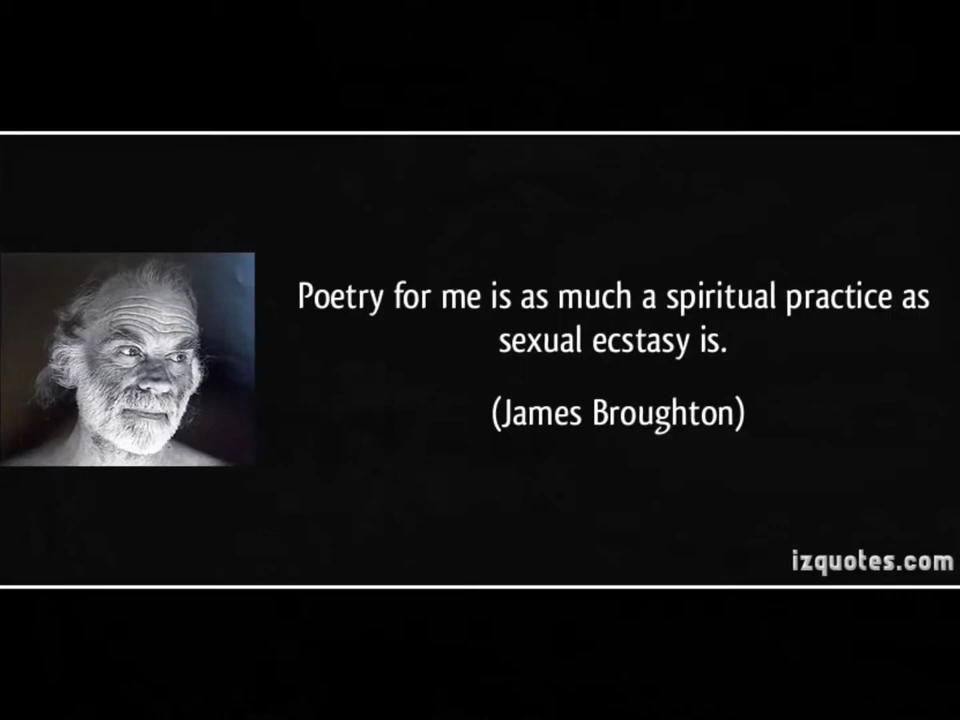 Poetry for me is as much a spiritual practice as
sexual ecstasy is.
(James Broughton)
izquotes.com